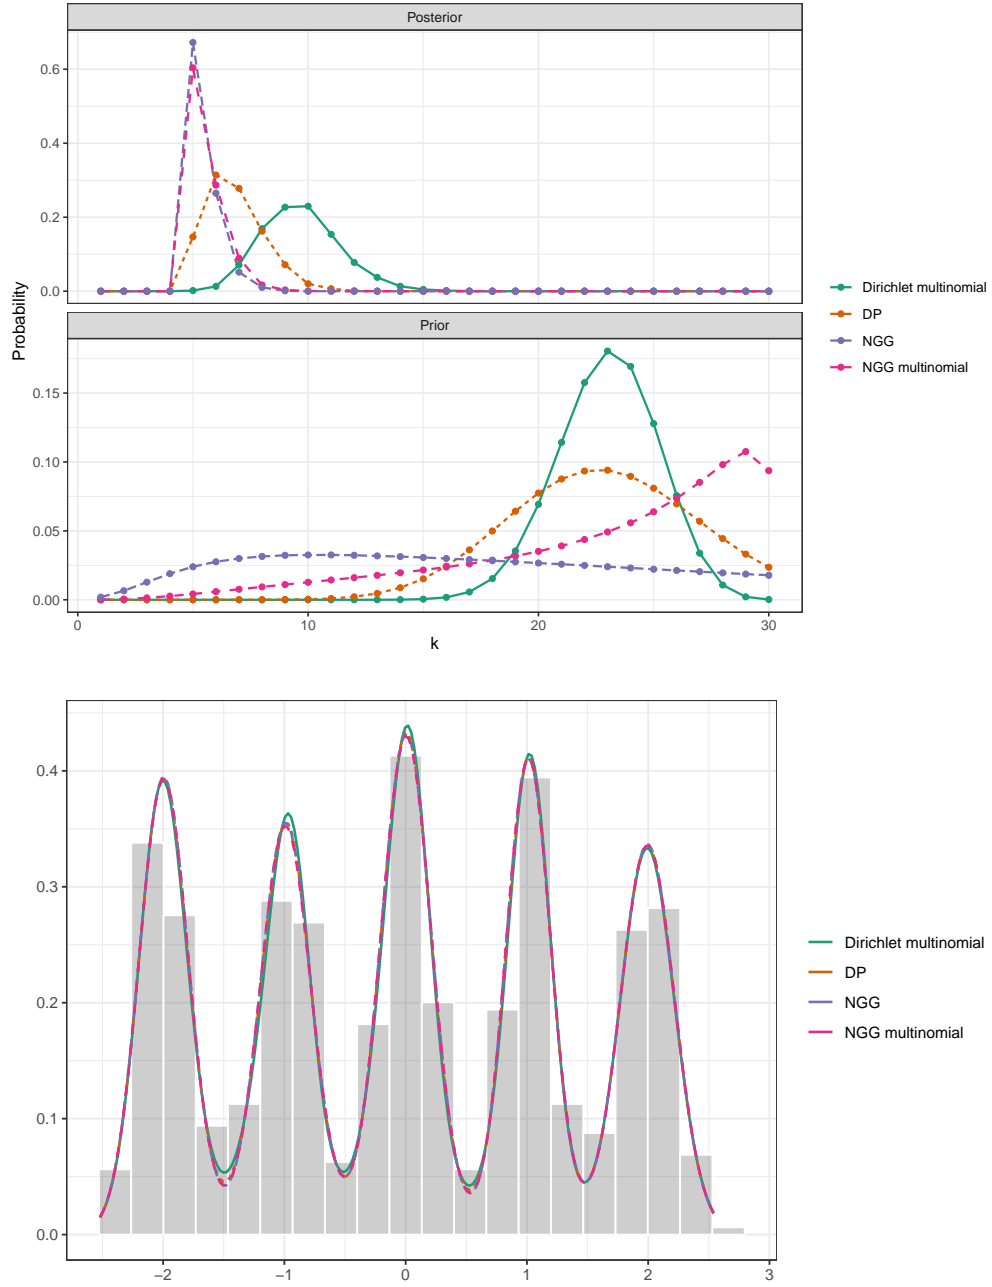 Posterior
0.6
0.4
0.2
0.0
Prior
0.15
0.10
0.05
0.00
0 10 20 30
k
Probability
Dirichlet multinomial
DP
NGG
NGG multinomial
0.4
0.3
0.2
0.1
0.0
−2 −1 0 1 2 3
Dirichlet multinomial
DP
NGG
NGG multinomial